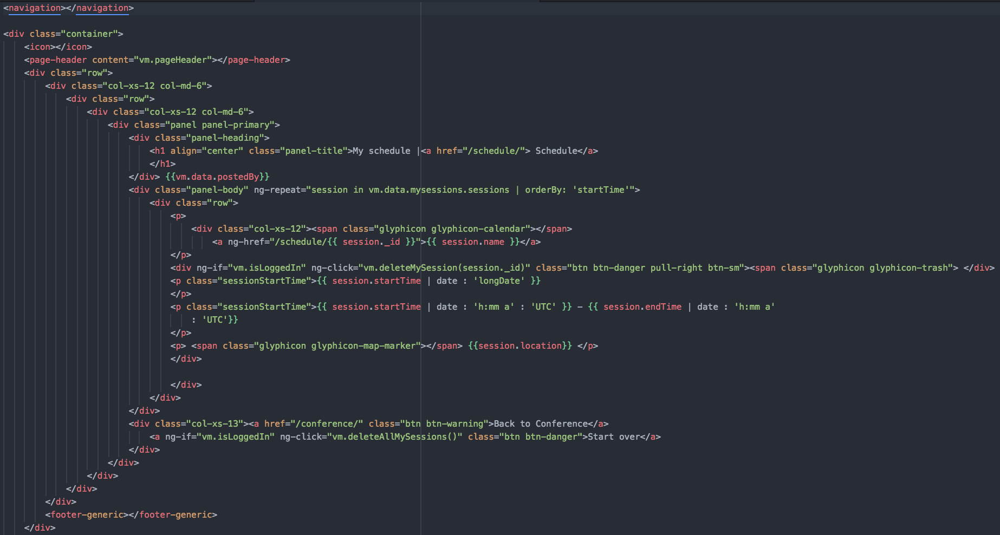 <navigation></navigation>
<div class="container">
<icon></icon>
<page-header content="vm.pageHeader"></page-header>
<div class="row">
<div class="col-xs-12 col-md-6">
<div class="row">
<div class="col-xs-12 col-md-6">
<div class="panel panel-primary">
<div class="panel-heading">
<h1 align="center" class="panel-title">My schedule |<a href="/schedule/"> Schedule</a>
</h1>
</div> {{vm.data.postedBy}}
<div class="panel-body" ng-repeat="session in vm.data.mysessions.sessions | orderBy: 'startTime'">
<div class="row">
<p>
<div class="col-xs-12"><span class="glyphicon glyphicon-calendar"></span>
<a ng-href="/schedule/{{ session._id }}">{{ session.name }}</a>
</p>
<div ng-if="vm.isLoggedIn" ng-click="vm.deleteMySession(session._id)" class="btn btn-danger pull-right btn-sm"><span class="glyphicon glyphicon-trash"> </div>
<p class="sessionStartTime">{{ session.startTime | date : 'longDate' }}
</p>
<p class="sessionStartTime">{{ session.startTime | date : 'h:mm a' : 'UTC' }} - {{ session.endTime | date : 'h:mm a'
: 'UTC'}}
</p>
<p> <span class="glyphicon glyphicon-map-marker"></span> {{session.location}} </p>
</div>
</div>
</div>
</div>
<div class="col-xs-13"><a href="/conference/" class="btn btn-warning">Back to Conference</a>
<a ng-if="vm.isLoggedIn" ng-click="vm.deleteAllMySessions()" class="btn btn-danger">Start over</a>
</div>
</div>
</div>
</div>
</div>
<footer-generic></footer-generic>
</div>